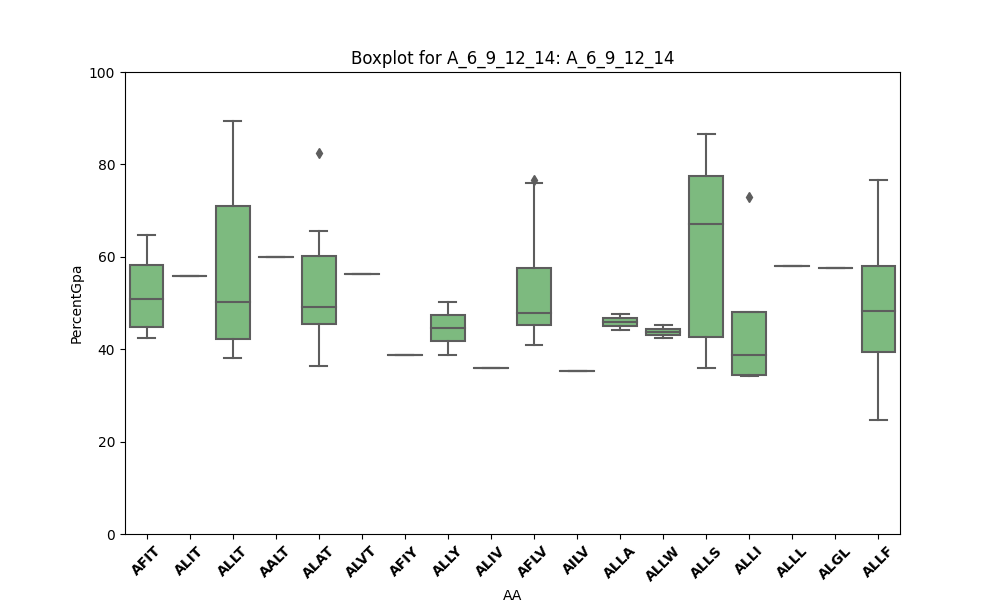 Boxplot for A_6_9_12_14: A_6_9_12_14
100
80
60
40
20
0
PercentGpa
AFIT ALIT ALLT AALT ALAT ALVT AFIY ALLY ALIV AFLV AILV ALLA ALLW ALLS ALLI ALLL ALGL ALLF
AA